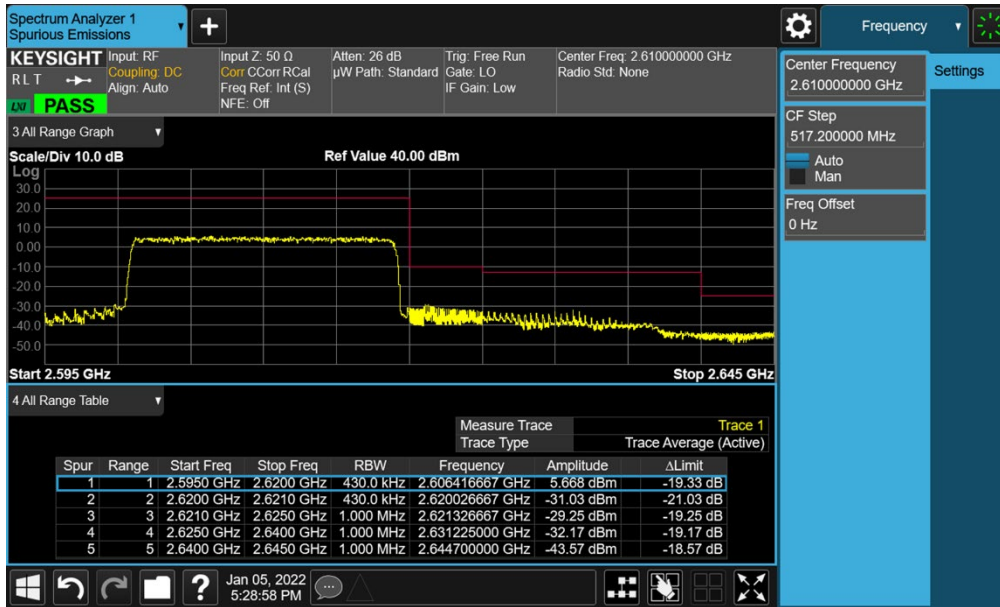 Spectrum Analyzer 1
Spurious Emissions
Frequency
KEYSIGHT
R L T
LXI
PASS
Input: RF
Coupling: DC
Align: Auto
Input Z: 50 Ω
Corr CCorr RCal
Freq Ref: Int (S)
NFE: Off
Atten: 26 dB
µW Path: Standard
Trig: Free Run
Gate: LO
IF Gain: Low
Center Freq: 2.610000000 GHz
Radio Std: None
Center Frequency
2.610000000 GHz
Settings
CF Step
517.200000 MHz
Auto
Man
Freq Offset
0 Hz
3 All Range Graph
Scale/Div 10.0 dB
Ref Value 40.00 dBm
Log
30.0
20.0
10.0
0.00
-10.0
-20.0
-30.0
-40.0
-50.0
Start 2.595 GHz
Stop 2.645 GHz
4 All Range Table
Measure Trace Trace 1
Trace Type Trace Average (Active)
Spur Range Start Freq Stop Freq RBW Frequency Amplitude ΔLimit
1 1 2.5950 GHz 2.6200 GHz 430.0 kHz 2.606416667 GHz 5.668 dBm -19.33 dB
2 2 2.6200 GHz 2.6210 GHz 430.0 kHz 2.620026667 GHz -31.03 dBm -21.03 dB
3 3 2.6210 GHz 2.6250 GHz 1.000 MHz 2.621326667 GHz -29.25 dBm -19.25 dB
4 4 2.6250 GHz 2.6400 GHz 1.000 MHz 2.631225000 GHz -32.17 dBm -19.17 dB
5 5 2.6400 GHz 2.6450 GHz 1.000 MHz 2.644700000 GHz -43.57 dBm -18.57 dB
?
Jan 05, 2022
5:28:58 PM